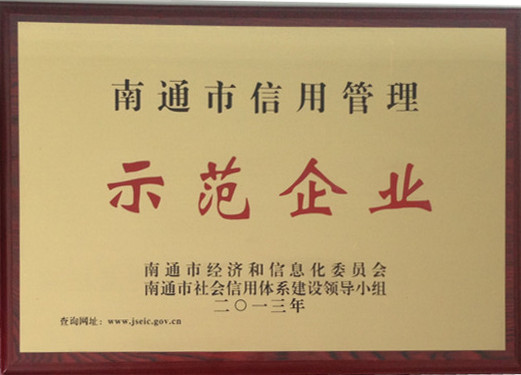 南通市信用管理
示范企业
南通市经济和信息化委员会
南通市社会信用体系建设领导小组
二〇一三年
查询网址：www.jseic.gov.cn